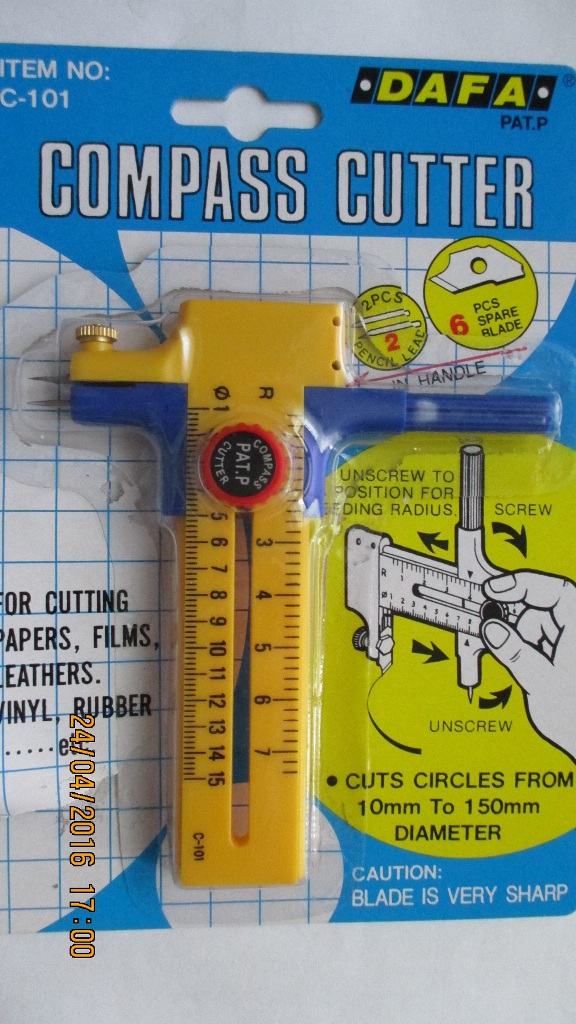 ITEM NO:
C-101
DAFA®
PAT.P
COMPASS CUTTER
2PCS
2
PENCIL LEAD
6 PCS
SPARE
BLADE
IN HANDLE
Ø R
1
COMPASS
PAT.P
CUTTER
5
6
7
8
9
10
11
12
13
14
15
3
4
5
6
7
C-101
UNSCREW TO
POSITION FOR
EDING RADIUS.
SCREW
UNSCREW
FOR CUTTING
PAPERS, FILMS,
LEATHERS.
VINYL, RUBBER
• CUTS CIRCLES FROM
10mm To 150mm
DIAMETER
CAUTION:
BLADE IS VERY SHARP
24/04/2016 17:00